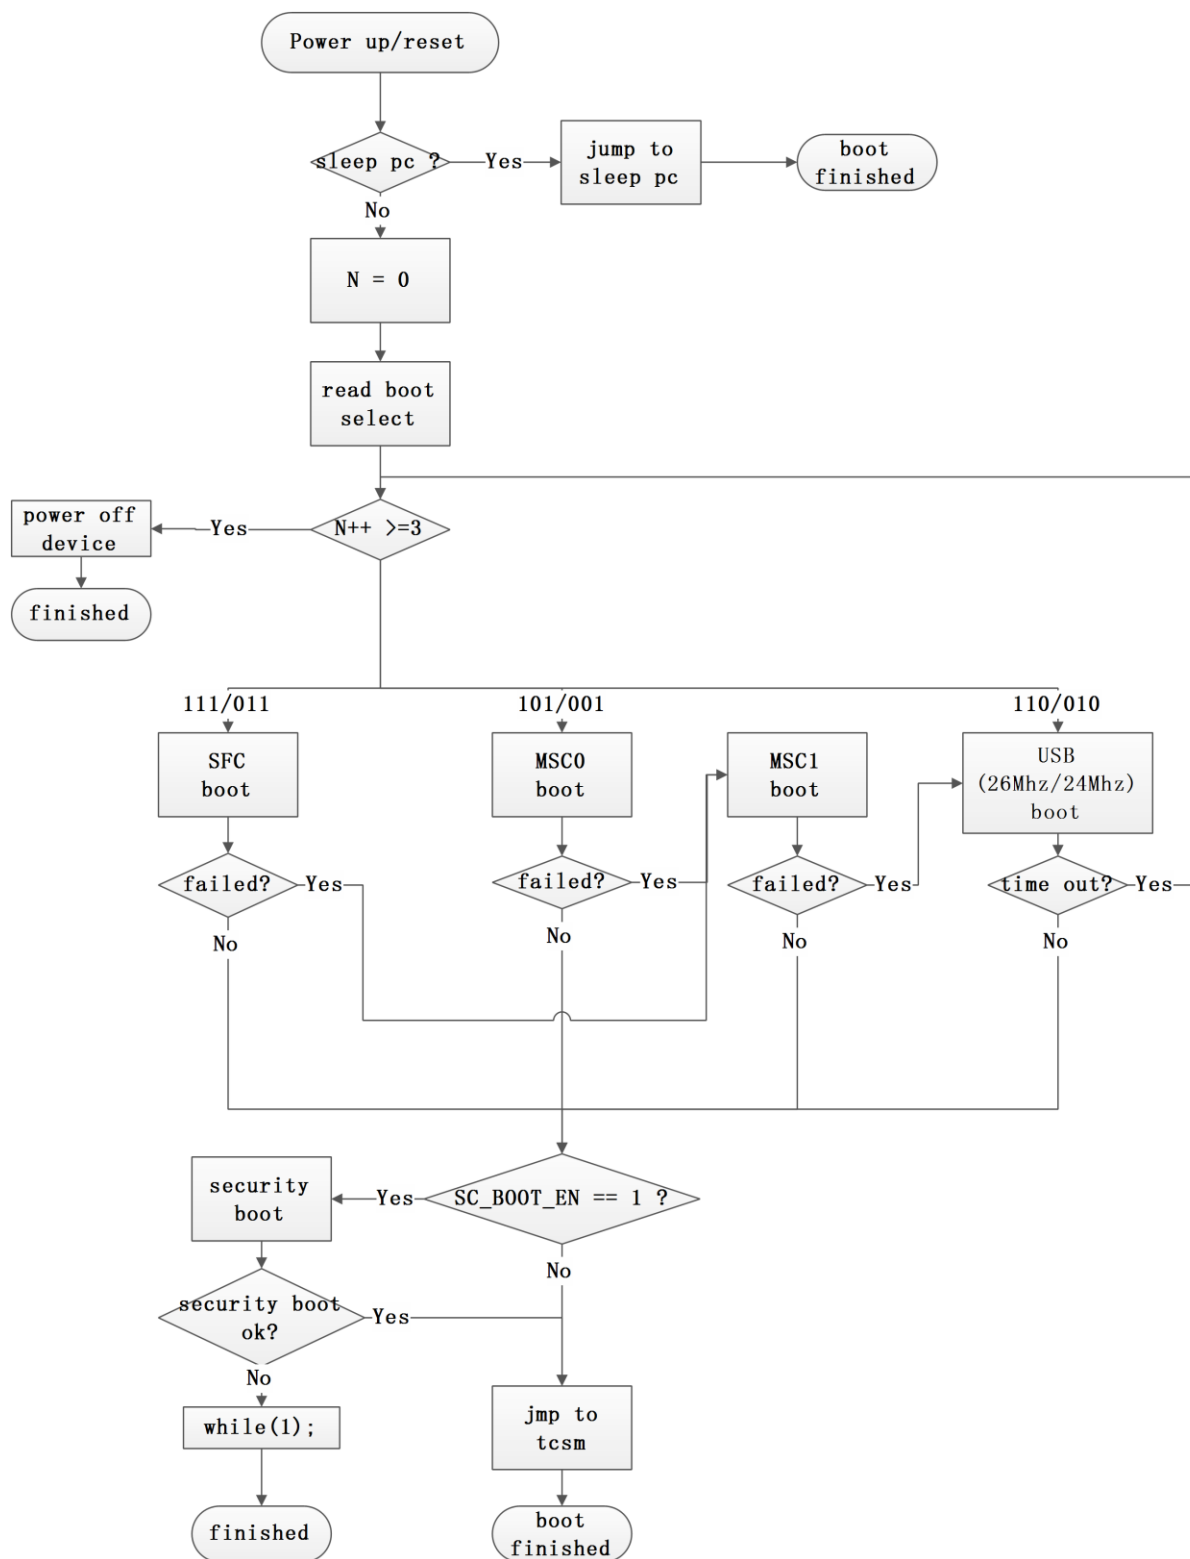 Power up/reset
sleep pc ?
Yes
jump to
sleep pc
boot
finished
No
N = 0
read boot
select
power off
device
Yes
N++ >=3
finished
111/011
101/001
110/010
SFC
boot
MSC0
boot
MSC1
boot
USB
(26Mhz/24Mhz)
boot
failed?
Yes
failed?
Yes
failed?
Yes
time out?
Yes
No
No
No
No
security
boot
Yes
SC_BOOT_EN == 1 ?
No
security boot
ok?
Yes
No
while(1);
jmp to
tcsm
finished
boot
finished